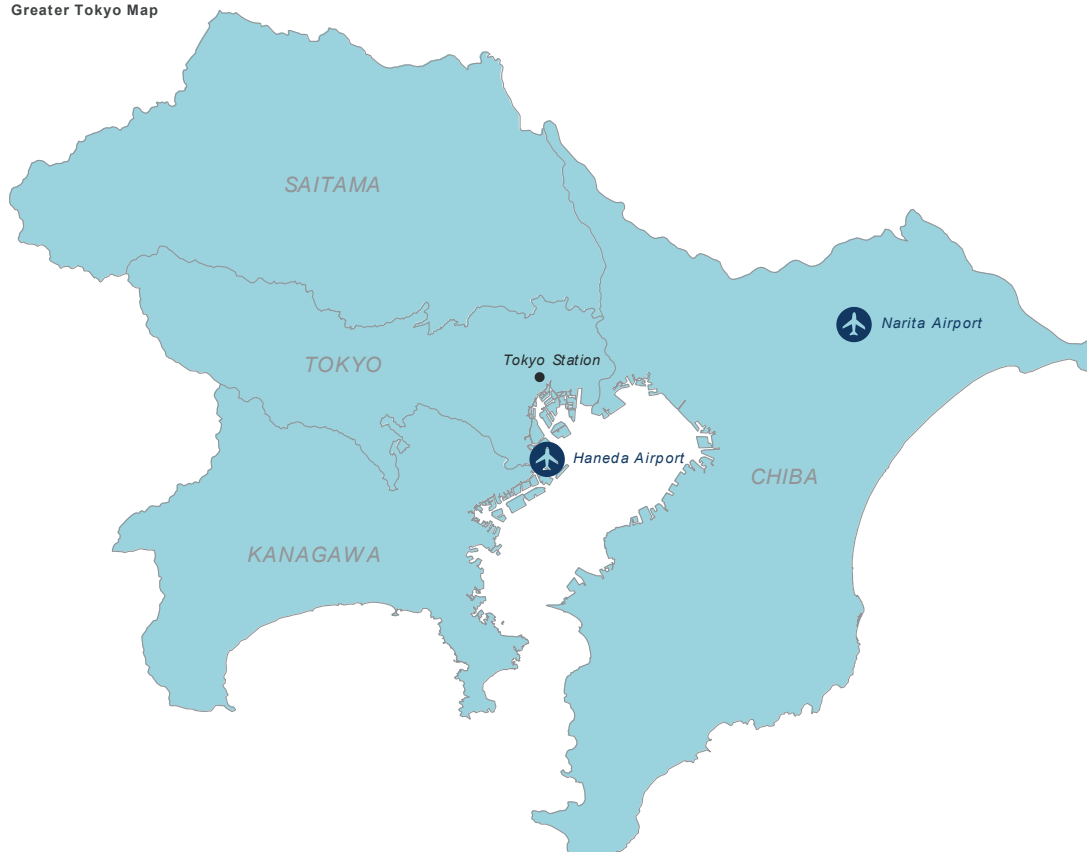 Greater Tokyo Map
SAITAMA
Narita Airport
TOKYO
Tokyo Station
Haneda Airport
CHIBA
KANAGAWA